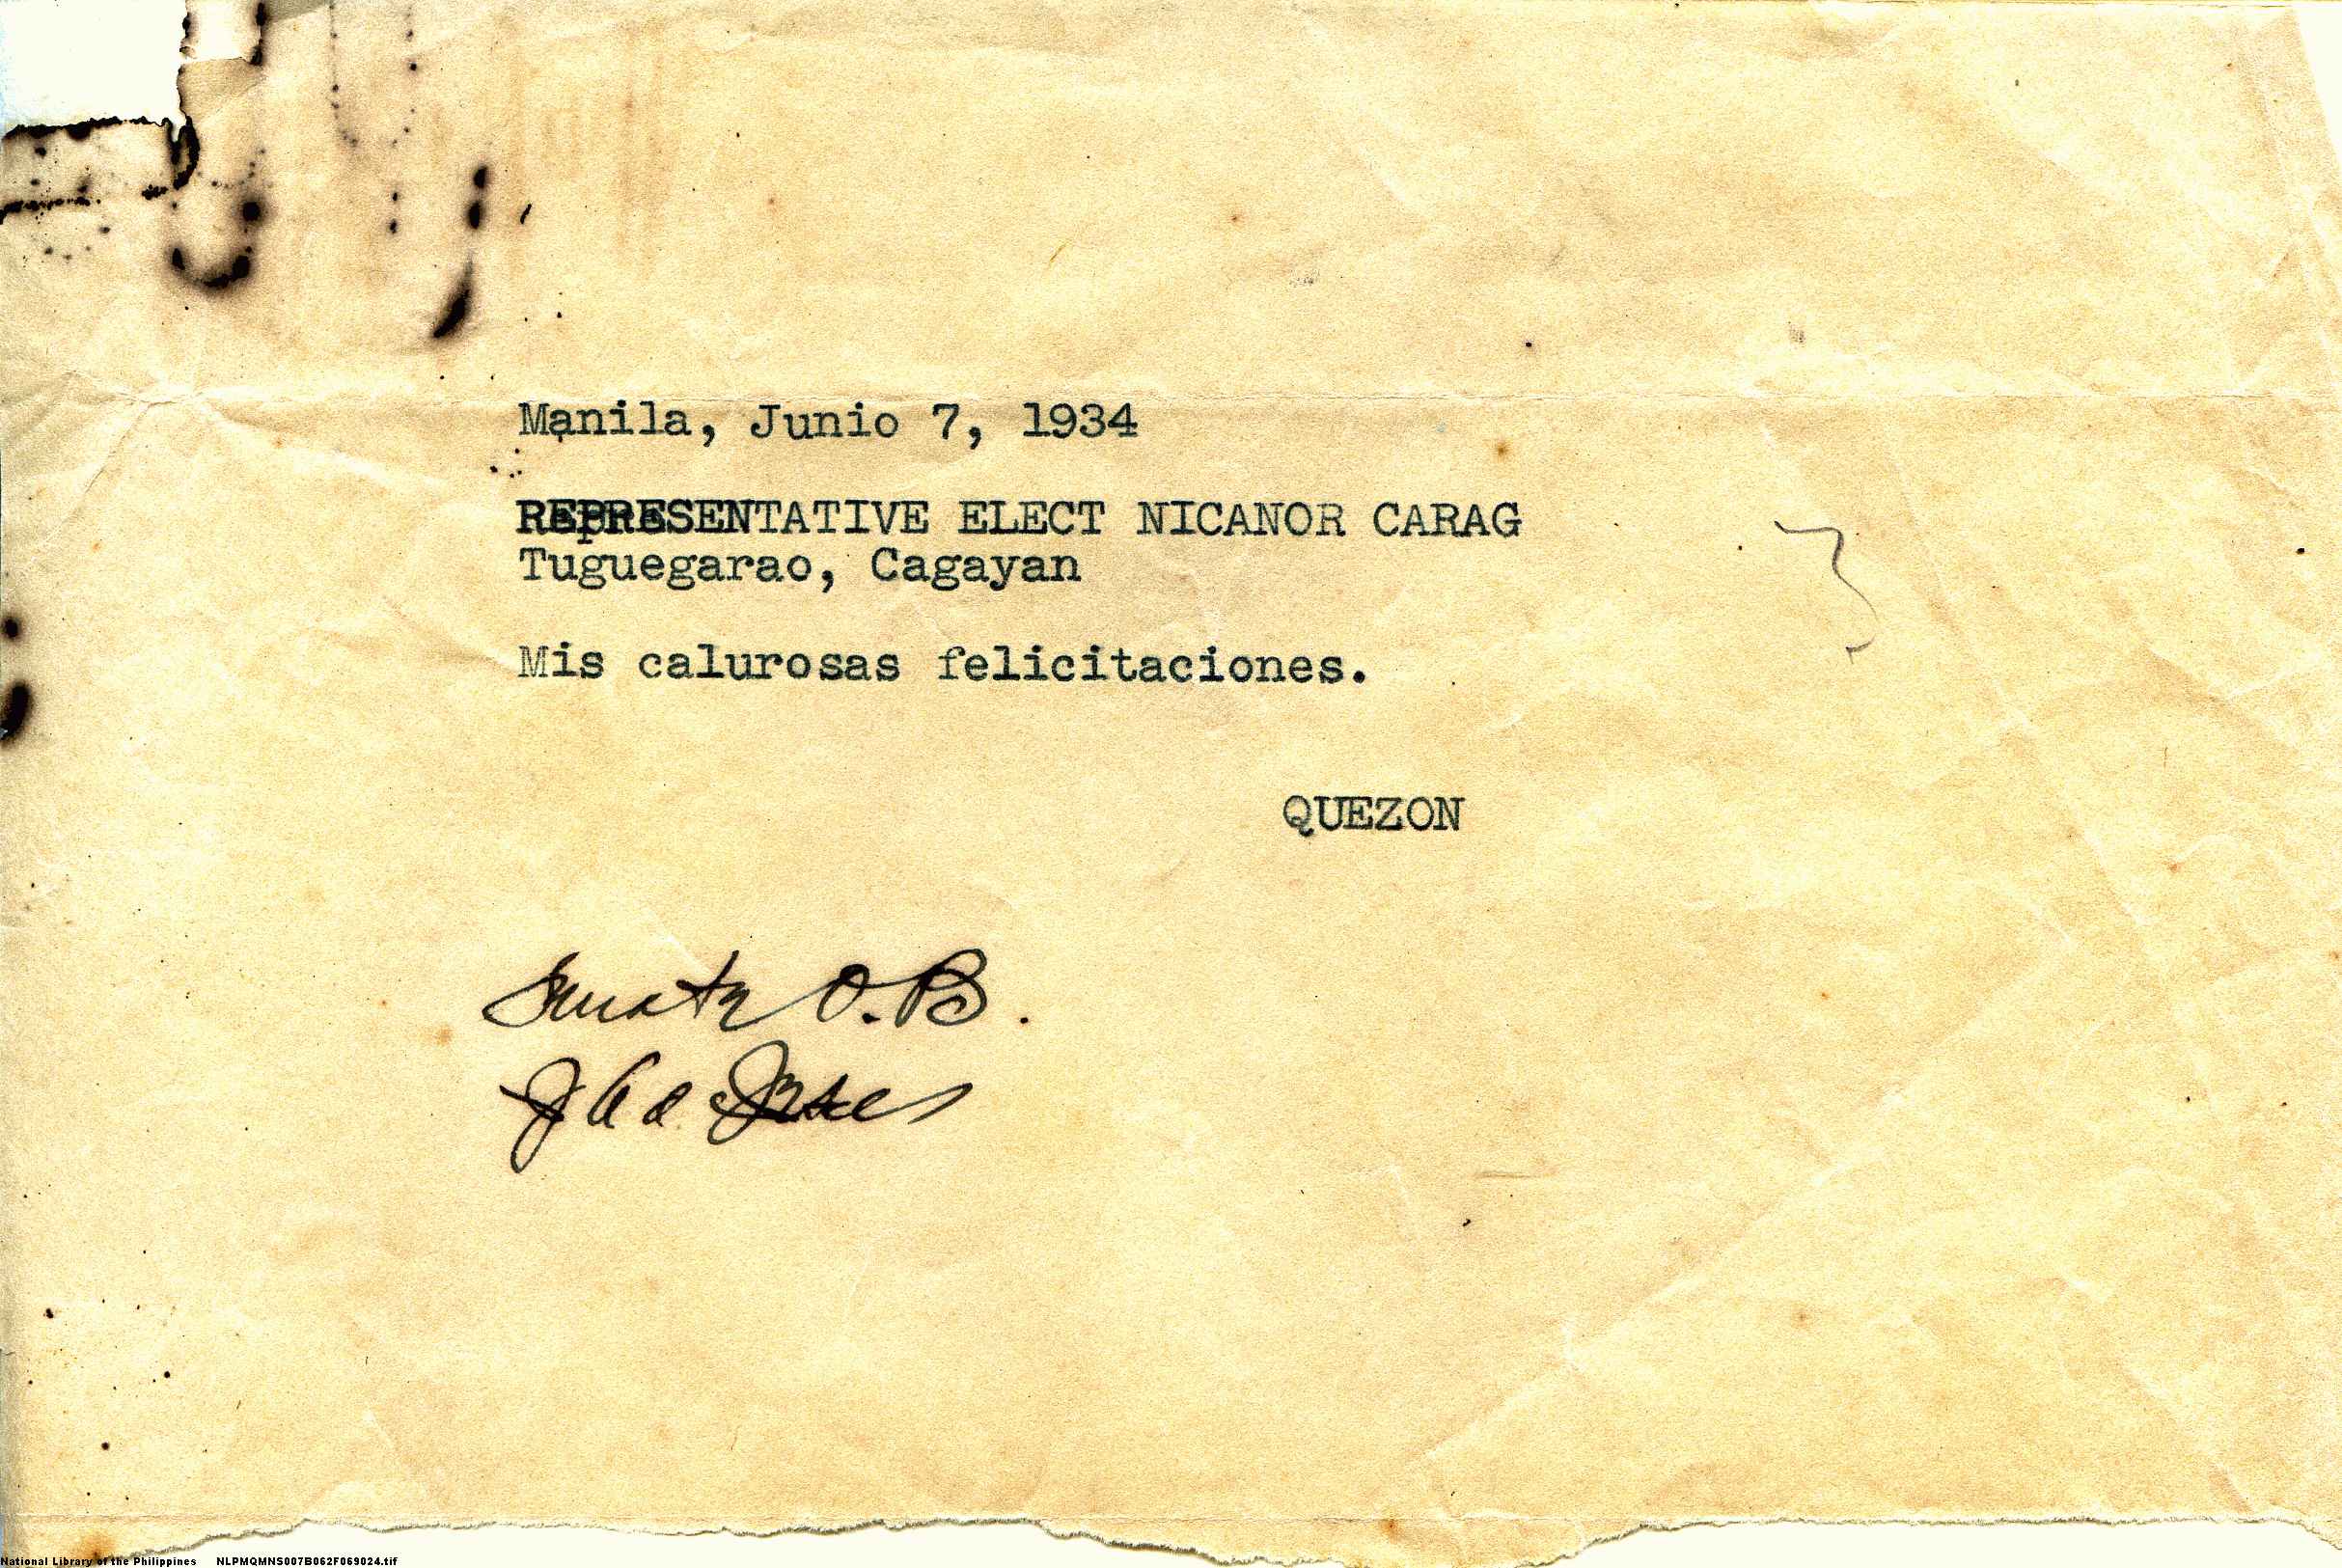 Manila, Junio 7, 1934
REPRESENTATIVE ELECT NICANOR CARAG
Tuguegarao, Cagayan
Mis calurosas felicitaciones.
QUEZON
Senate O.B.
National Library of the Philippines NLPMQMNS007B062F069024.tif